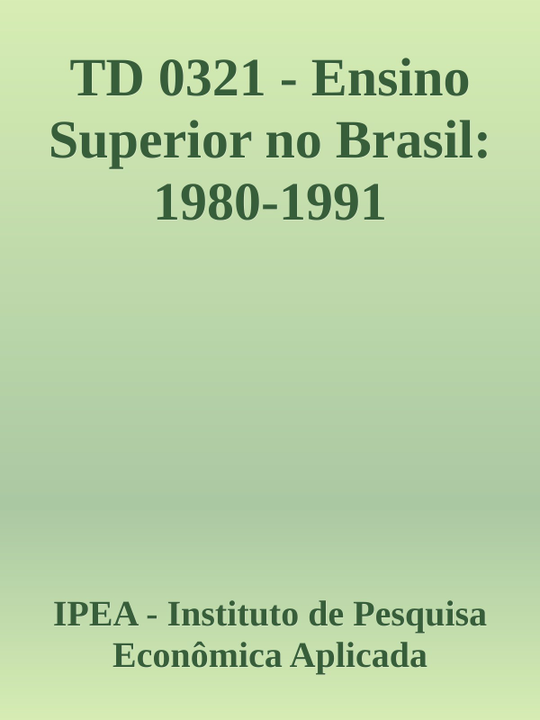 TD 0321 - Ensino
Superior no Brasil:
1980-1991
IPEA - Instituto de Pesquisa
Econômica Aplicada